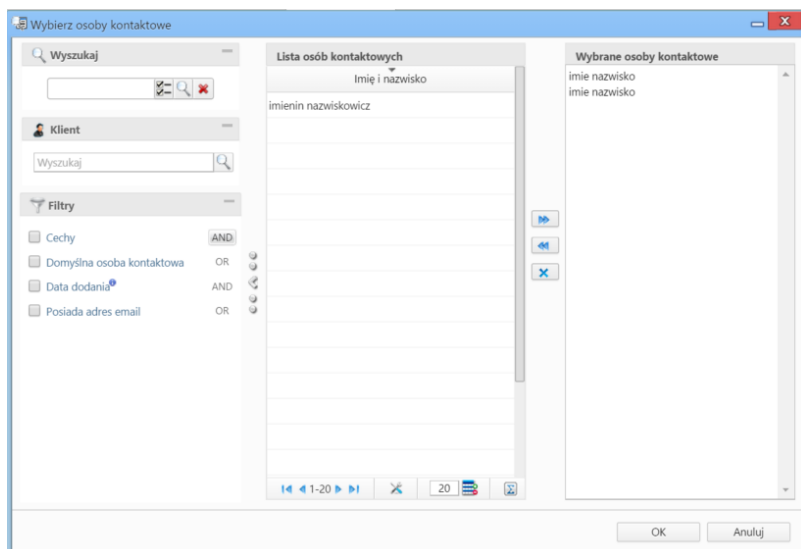 Wybierz osoby kontaktowe
Wyszukaj
Klient
Wyszukaj
Filtry
Cechy AND
Domyślna osoba kontaktowa OR
Data dodania AND
Posiada adres email OR
Lista osób kontaktowych
Imię i nazwisko
imienin nazwiskowicz
1-20
20
Wybrane osoby kontaktowe
imie nazwisko
imie nazwisko
OK Anuluj